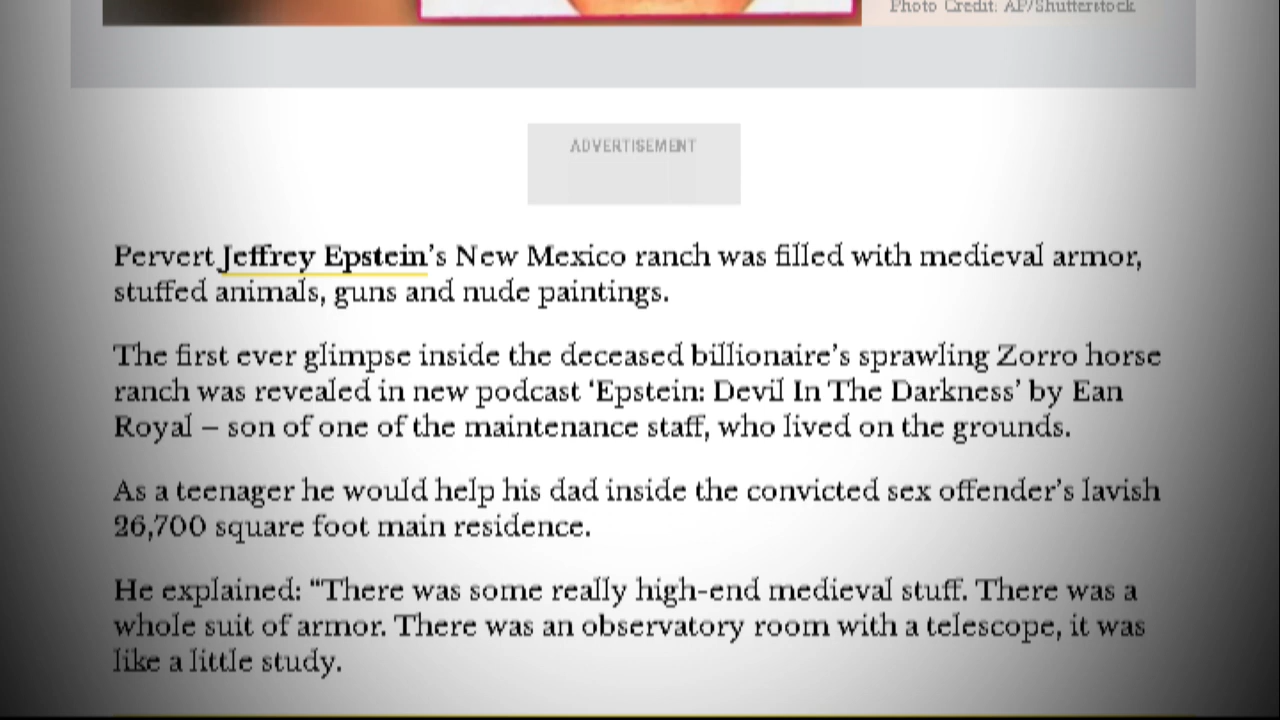 Photo Credit: AP/Shutterstock
ADVERTISEMENT
Pervert Jeffrey Epstein’s New Mexico ranch was filled with medieval armor,
stuffed animals, guns and nude paintings.
The first ever glimpse inside the deceased billionaire’s sprawling Zorro horse
ranch was revealed in new podcast ‘Epstein: Devil In The Darkness’ by Ean
Royal – son of one of the maintenance staff, who lived on the grounds.
As a teenager he would help his dad inside the convicted sex offender’s lavish
26,700 square foot main residence.
He explained: “There was some really high-end medieval stuff. There was a
whole suit of armor. There was an observatory room with a telescope, it was
like a little study.